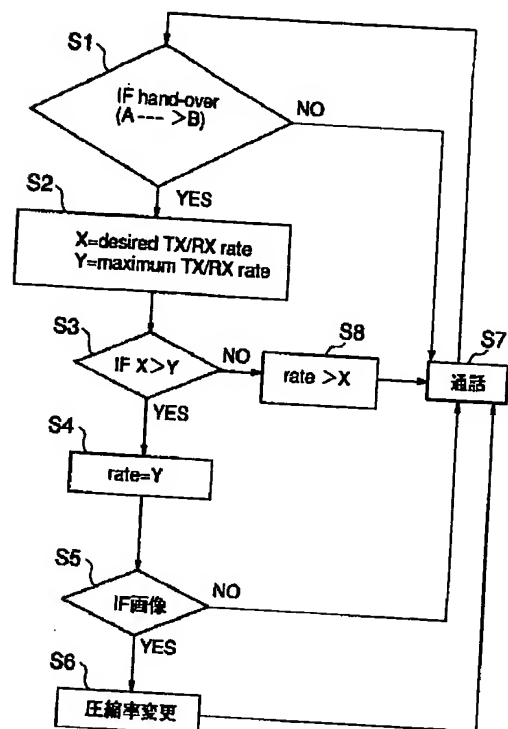 S1
IF hand-over
(A --- >B)
NO
YES
S2
X=desired TX/RX rate
Y=maximum TX/RX rate
S3
IF X>Y
NO
YES
S8
rate >X
S7
通話
S4
rate=Y
S5
IF画像
NO
YES
S6
圧縮率変更